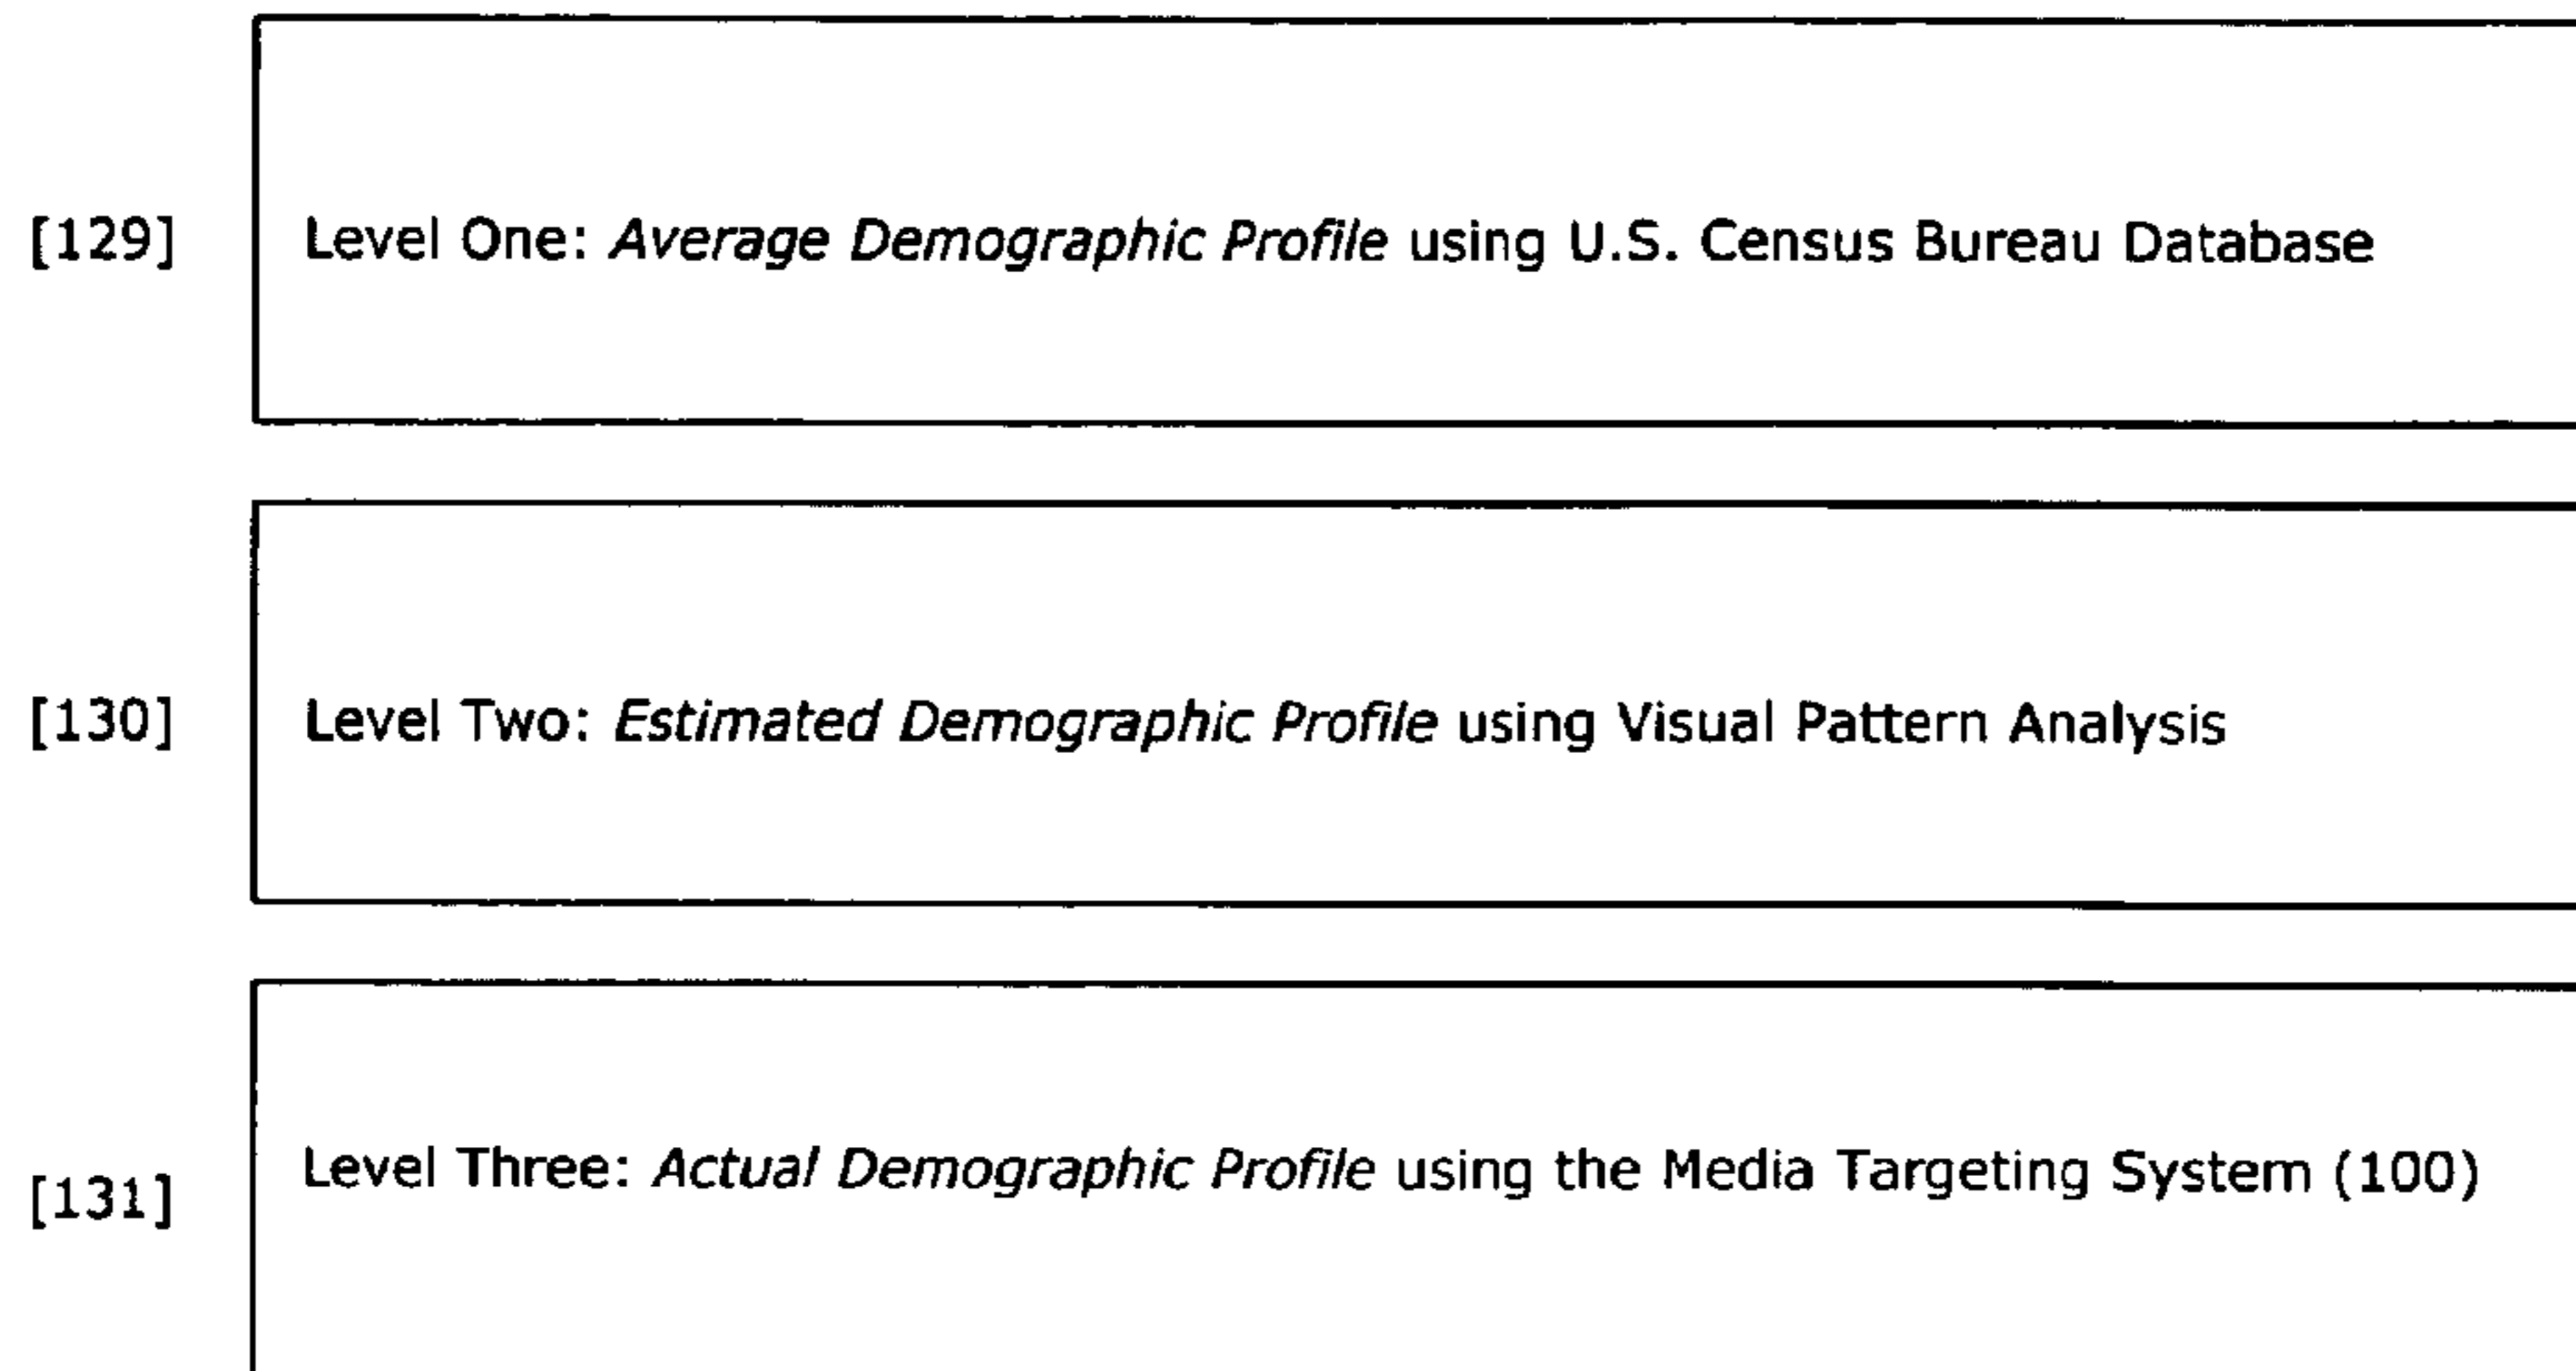 [129] Level One: Average Demographic Profile using U.S. Census Bureau Database
[130] Level Two: Estimated Demographic Profile using Visual Pattern Analysis
[131] Level Three: Actual Demographic Profile using the Media Targeting System (100)